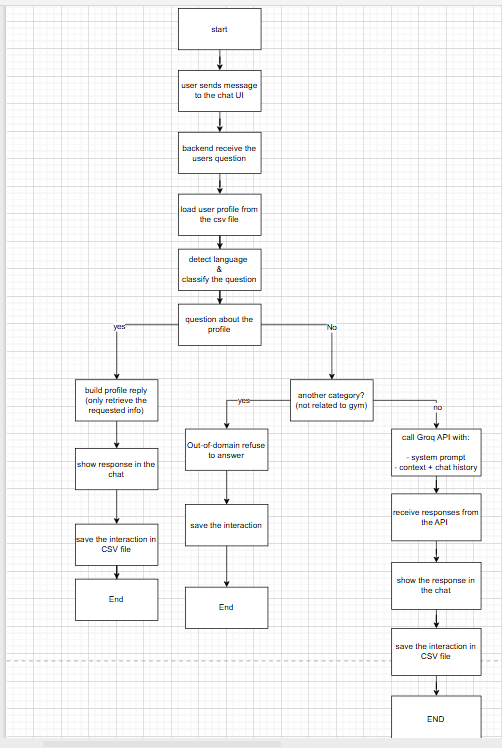 start
user sends message
to the chat UI
backend receive the
users question
load user profile from
the csv file
detect language
&
classify the question
question about the
profile
yes
No
build profile reply
(only retrieve the
requested info)
show response in the
chat
save the interaction in
CSV file
End
another category?
(not related to gym)
yes
no
Out-of-domain refuse
to answer
save the interaction
End
call Groq API with:
- system prompt
- context + chat history
receive responses from
the API
show the response in
the chat
save the interaction in
CSV file
END